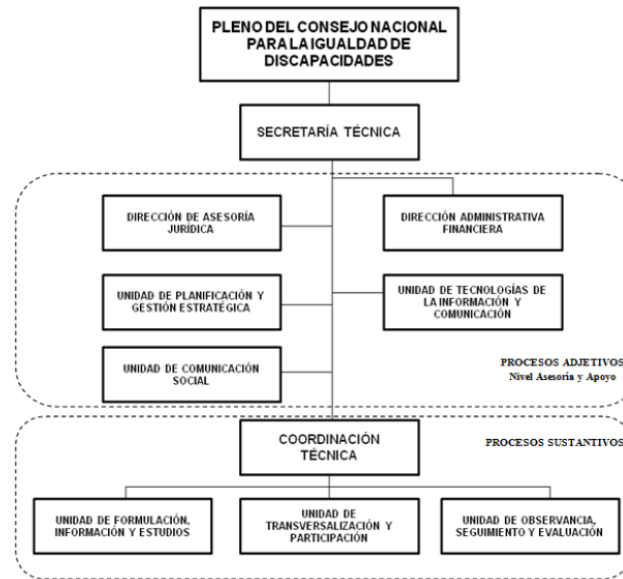 PLENO DEL CONSEJO NACIONAL
PARA LA IGUALDAD DE
DISCAPACIDADES
SECRETARÍA TÉCNICA
DIRECCIÓN DE ASESORÍA
JURÍDICA
DIRECCIÓN ADMINISTRATIVA
FINANCIERA
UNIDAD DE PLANIFICACIÓN Y
GESTIÓN ESTRATÉGICA
UNIDAD DE TECNOLOGÍAS DE
LA INFORMACIÓN Y
COMUNICACIÓN
UNIDAD DE COMUNICACIÓN
SOCIAL
PROCESOS ADJETIVOS
Nivel Asesoría y Apoyo
COORDINACIÓN
TÉCNICA
PROCESOS SUSTANTIVOS
UNIDAD DE FORMULACIÓN,
INFORMACIÓN Y ESTUDIOS
UNIDAD DE
TRANSVERSALIZACIÓN Y
PARTICIPACIÓN
UNIDAD DE OBSERVANCIA,
SEGUIMIENTO Y EVALUACIÓN